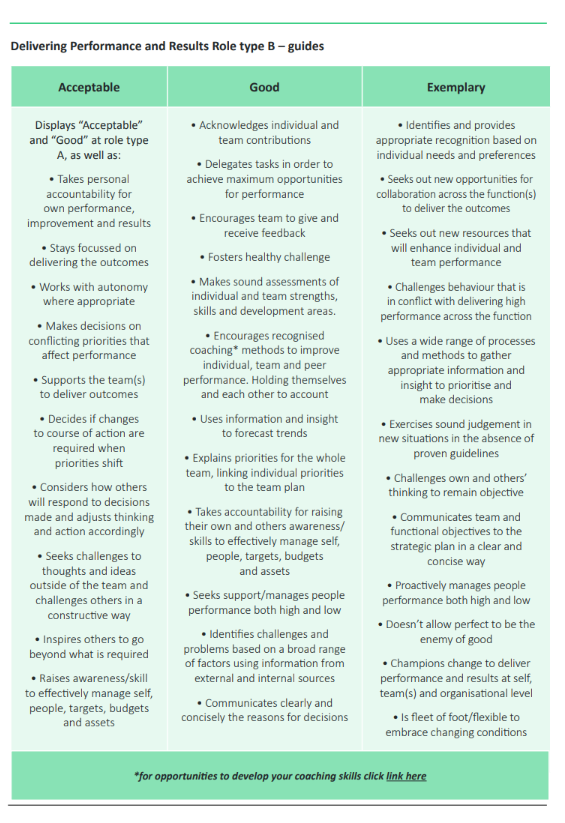 Delivering Performance and Results Role type B – guides
Acceptable
Displays “Acceptable”
and “Good” at role type
A, as well as:
• Takes personal
accountability for
own performance,
improvement and results
• Stays focussed on
delivering the outcomes
• Works with autonomy
where appropriate
• Makes decisions on
conflicting priorities that
affect performance
• Supports the team(s)
to deliver outcomes
• Decides if changes
to course of action are
required when
priorities shift
• Considers how others
will respond to decisions
made and adjusts thinking
and action accordingly
• Seeks challenges to
thoughts and ideas
outside of the team and
challenges others in a
constructive way
• Inspires others to go
beyond what is required
• Raises awareness/skill
to effectively manage self,
people, targets, budgets
and assets
Good
• Acknowledges individual and
team contributions
• Delegates tasks in order to
achieve maximum opportunities
for performance
• Encourages team to give and
receive feedback
• Fosters healthy challenge
• Makes sound assessments of
individual and team strengths,
skills and development areas.
• Encourages recognised
coaching* methods to improve
individual, team and peer
performance. Holding themselves
and each other to account
• Uses information and insight
to forecast trends
• Explains priorities for the whole
team, linking individual priorities
to the team plan
• Takes accountability for raising
their own and others awareness/
skills to effectively manage self,
people, targets, budgets
and assets
• Seeks support/manages people
performance both high and low
• Identifies challenges and
problems based on a broad range
of factors using information from
external and internal sources
• Communicates clearly and
concisely the reasons for decisions
Exemplary
• Identifies and provides
appropriate recognition based on
individual needs and preferences
• Seeks out new opportunities for
collaboration across the function(s)
to deliver the outcomes
• Seeks out new resources that
will enhance individual and
team performance
• Challenges behaviour that is
in conflict with delivering high
performance across the function
• Uses a wide range of processes
and methods to gather
appropriate information and
insight to prioritise and
make decisions
• Exercises sound judgement in
new situations in the absence of
proven guidelines
• Challenges own and others’
thinking to remain objective
• Communicates team and
functional objectives to the
strategic plan in a clear and
concise way
• Proactively manages people
performance both high and low
• Doesn’t allow perfect to be the
enemy of good
• Champions change to deliver
performance and results at self,
team(s) and organisational level
• Is fleet of foot/flexible to
embrace changing conditions
*for opportunities to develop your coaching skills click link here